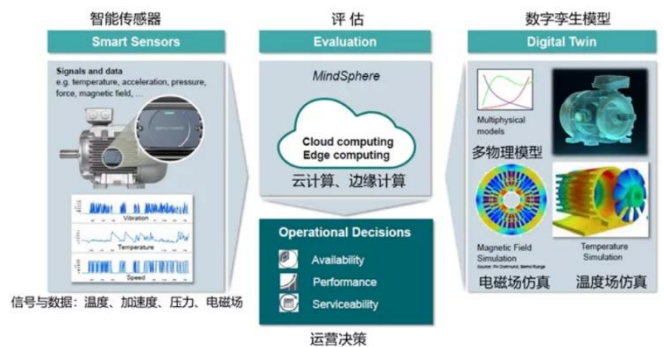 智能传感器
Smart Sensors
Signals and data
e.g. temperature, acceleration, pressure,
force, magnetic field, ...
Vibration
Temperature
Speed
信号与数据：温度、加速度、压力、电磁场
评 估
Evaluation
MindSphere
Cloud computing
Edge computing
云计算、边缘计算
Operational Decisions
Availability
Performance
Serviceability
运营决策
数字孪生模型
Digital Twin
Multiphysical
models
多物理模型
Magnetic Field
Simulation
电磁场仿真
Temperature
Simulation
温度场仿真